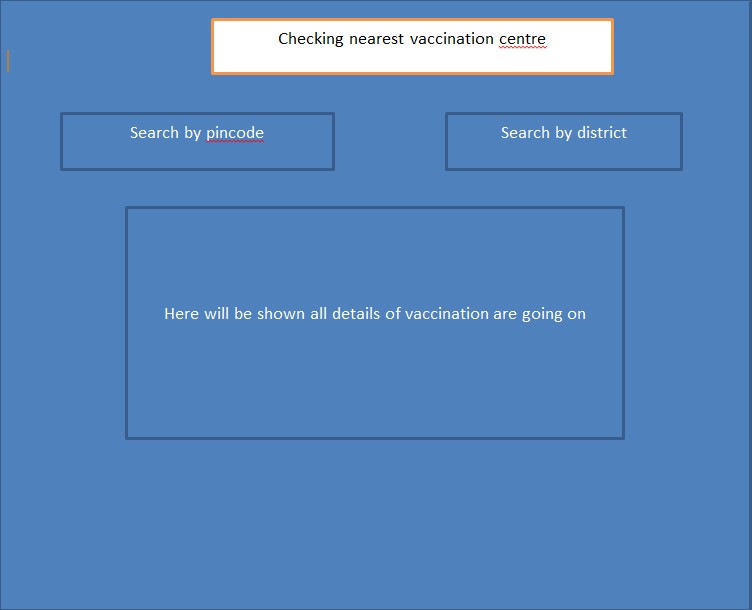 Checking nearest vaccination centre
Search by pincode
Search by district
Here will be shown all details of vaccination are going on